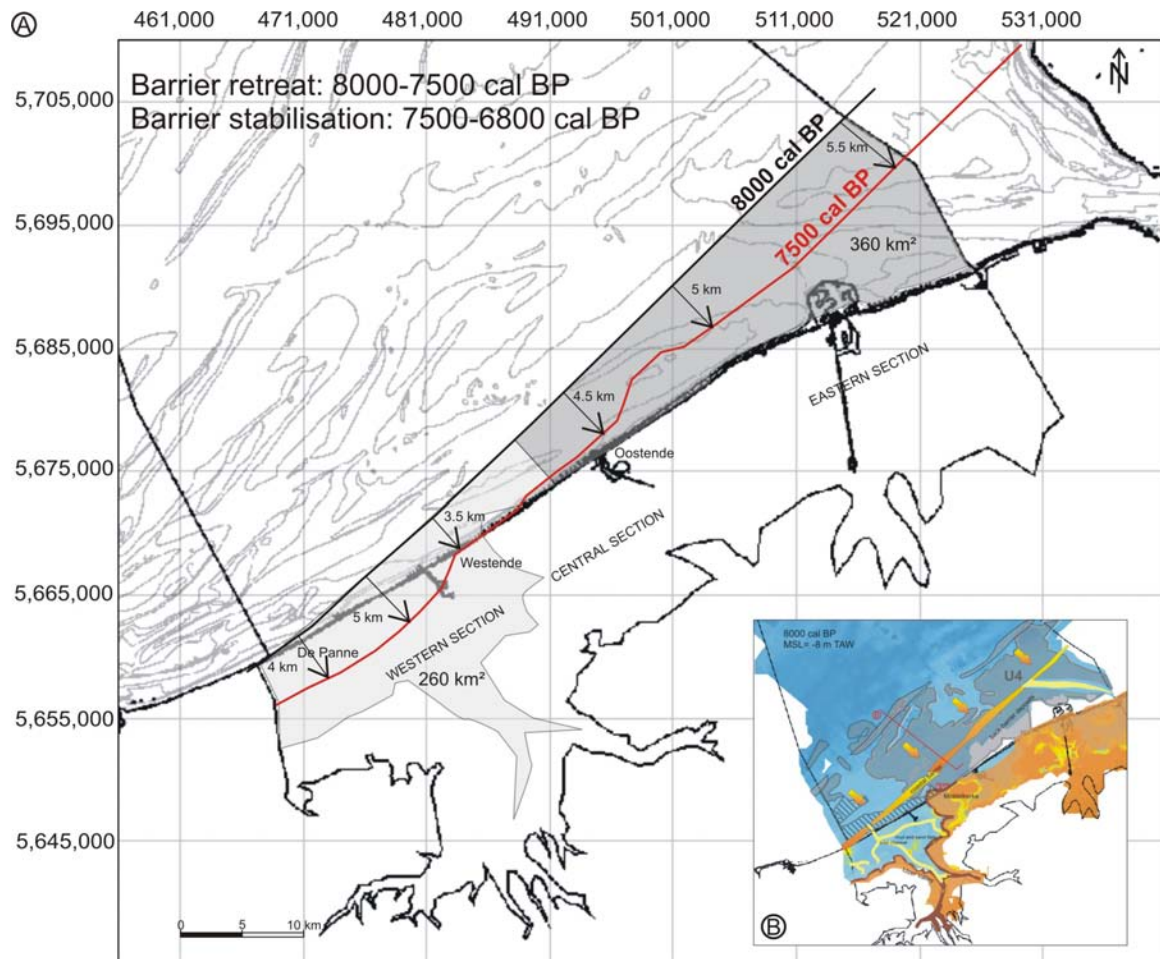 A
461,000 471,000 481,000 491,000 501,000 511,000 521,000 531,000
N
Barrier retreat: 8000-7500 cal BP
Barrier stabilisation: 7500-6800 cal BP
5,705,000
5,695,000
5,685,000
5,675,000
5,665,000
5,655,000
5,645,000
8000 cal BP
7500 cal BP
5.5 km
360 km²
5 km
EASTERN SECTION
4.5 km
Oostende
3.5 km
CENTRAL SECTION
Westende
5 km
WESTERN SECTION
De Panne
4 km
260 km²
0 5 10 km
8000 cal BP
MSL= -8 m TAW
U4
B